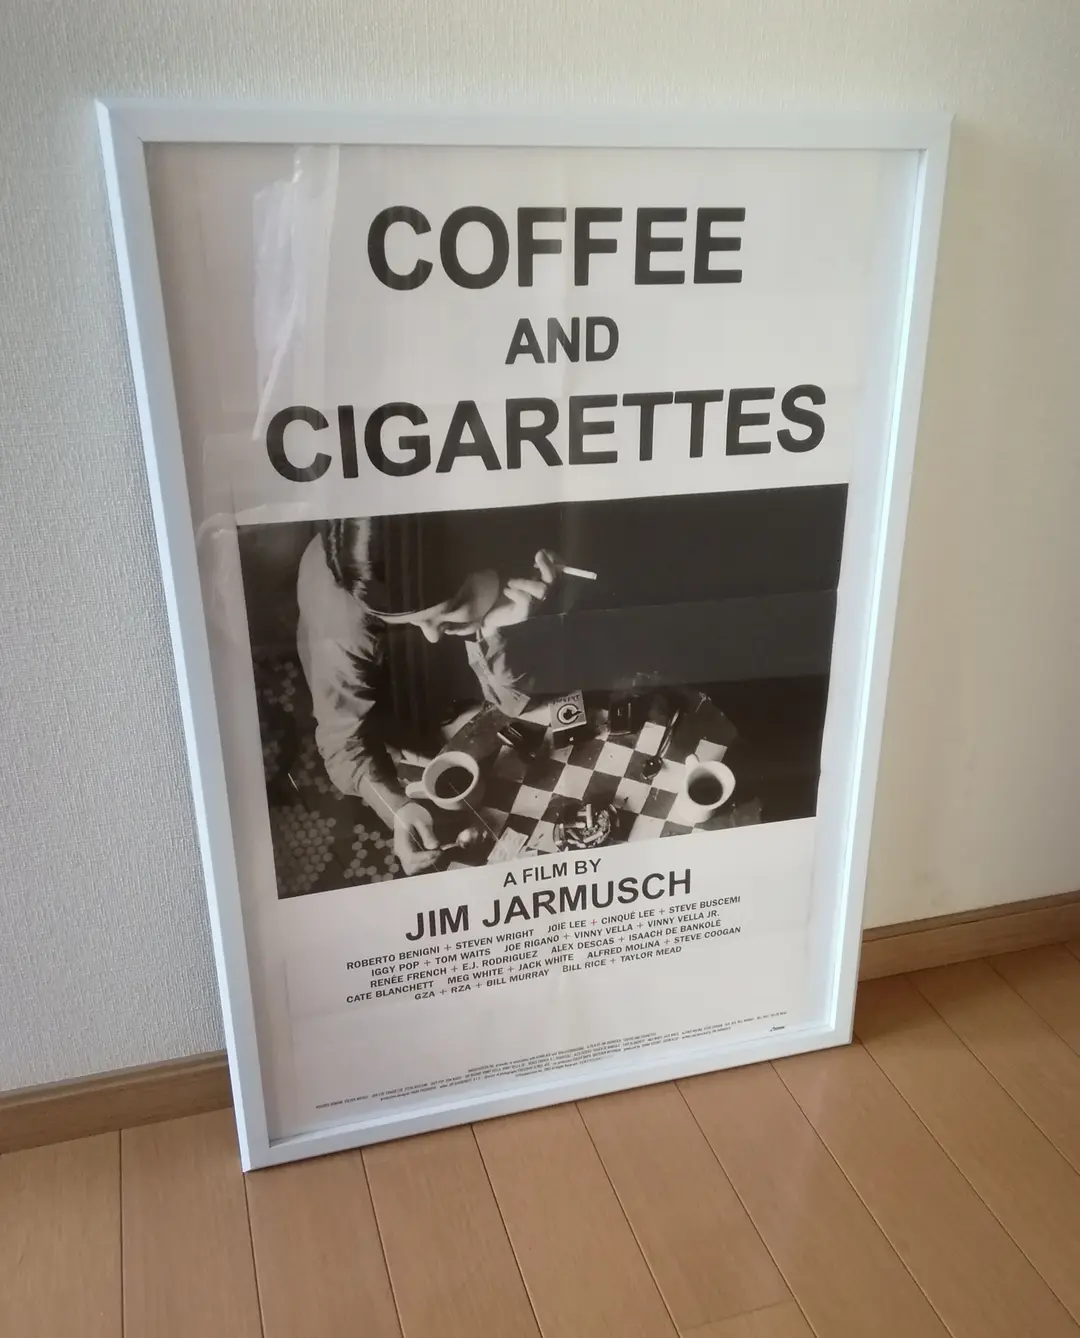 COFFEE
AND
CIGARETTES
A FILM BY
JIM JARMUSCH
ROBERTO BENIGNI + STEVEN WRIGHT JOIE LEE + CINQUÉ LEE + STEVE BUSCEMI
IGGY POP + TOM WAITS JOE RIGANO + VINNY VELLA + VINNY VELLA JR.
RENÉE FRENCH + E.J. RODRIGUEZ ALEX DESCAS + ISAACH DE BANKOLÉ
CATE BLANCHETT MEG WHITE + JACK WHITE ALFRED MOLINA + STEVE COOGAN
GZA + RZA + BILL MURRAY BILL RICE + TAYLOR MEAD